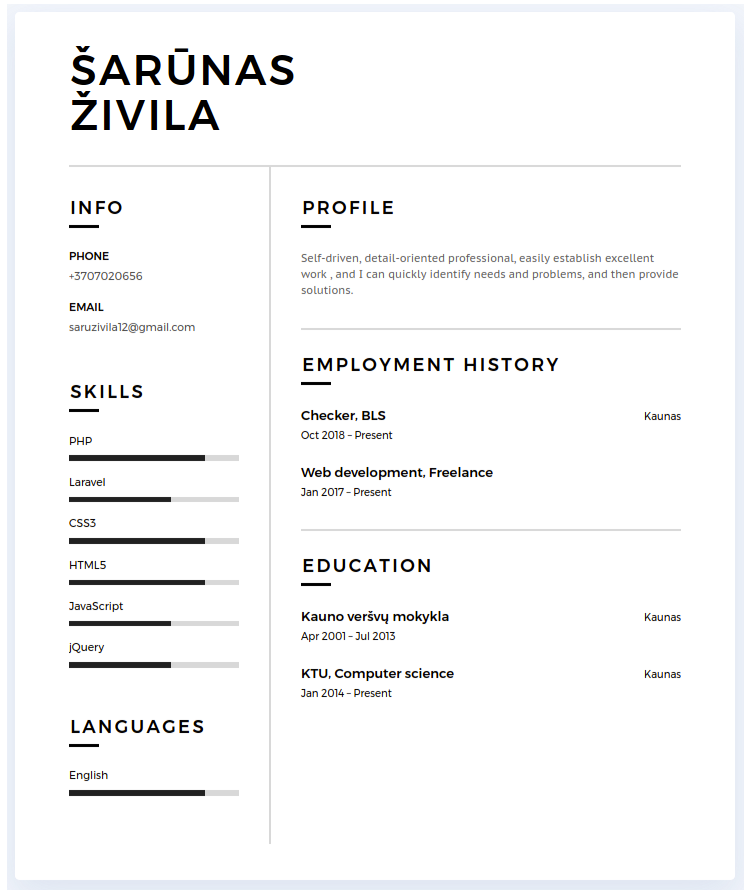 ŠARŪNAS
ŽIVILA
INFO
PHONE
+3707020656
EMAIL
saruzivila12@gmail.com
SKILLS
PHP
Laravel
CSS3
HTML5
JavaScript
jQuery
LANGUAGES
English
PROFILE
Self-driven, detail-oriented professional, easily establish excellent
work , and I can quickly identify needs and problems, and then provide
solutions.
EMPLOYMENT HISTORY
Checker, BLS Kaunas
Oct 2018 – Present
Web development, Freelance
Jan 2017 – Present
EDUCATION
Kauno veršvų mokykla Kaunas
Apr 2001 – Jul 2013
KTU, Computer science Kaunas
Jan 2014 – Present